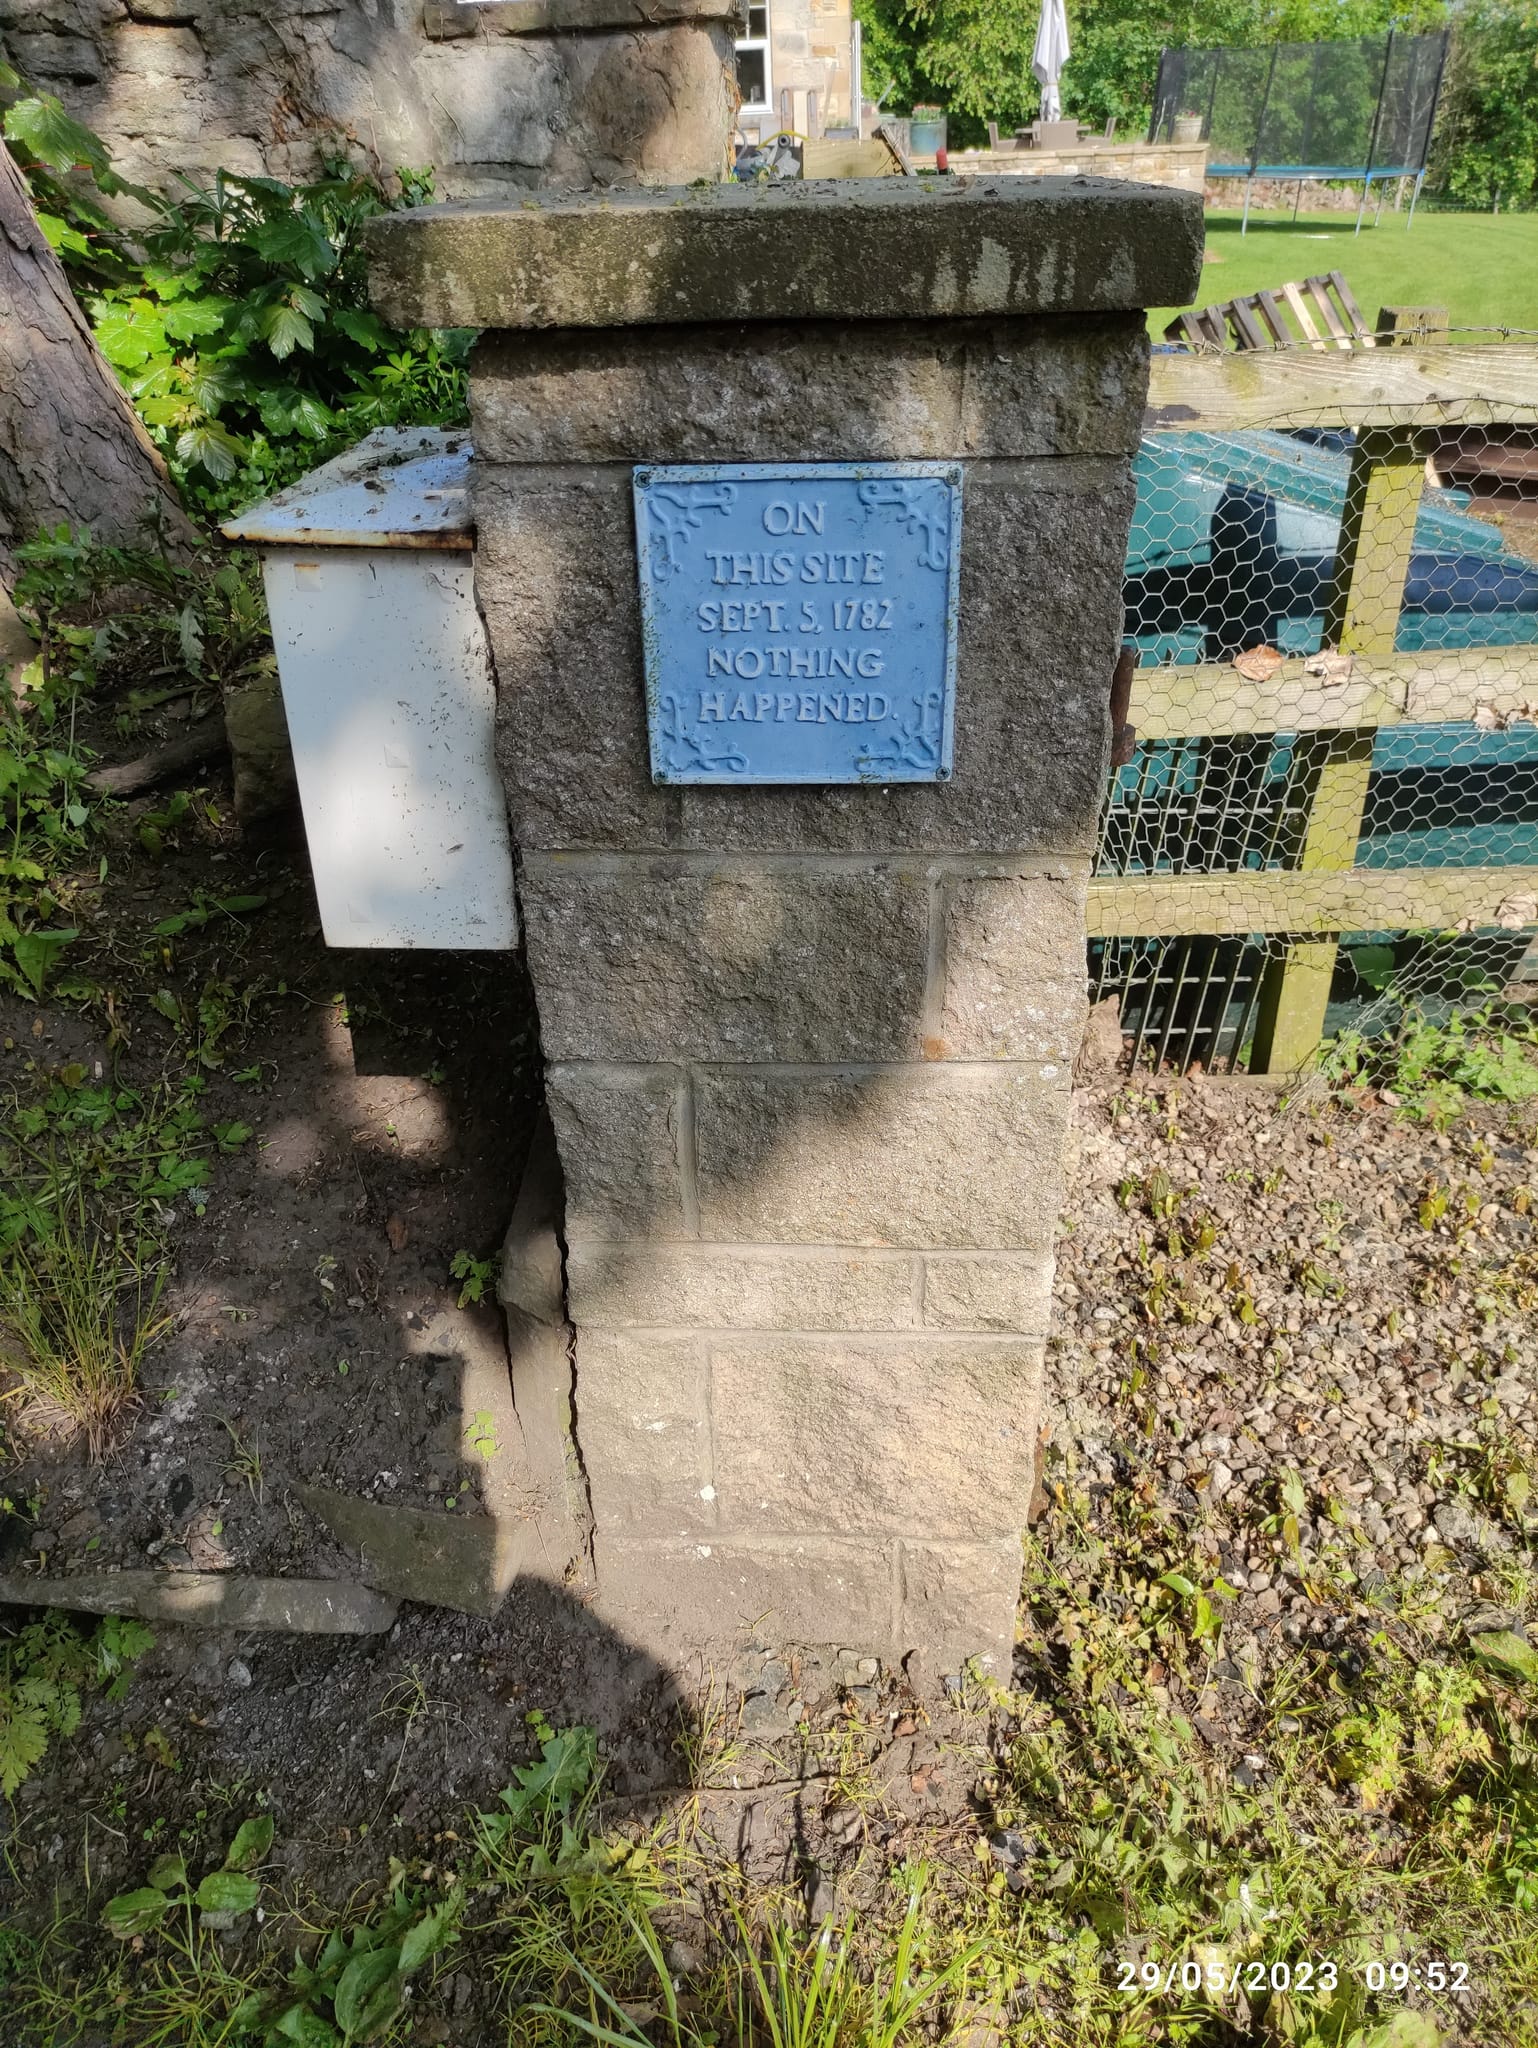 ON
THIS SITE
SEPT. 5, 1782
NOTHING
HAPPENED.
29/05/2023 09:52